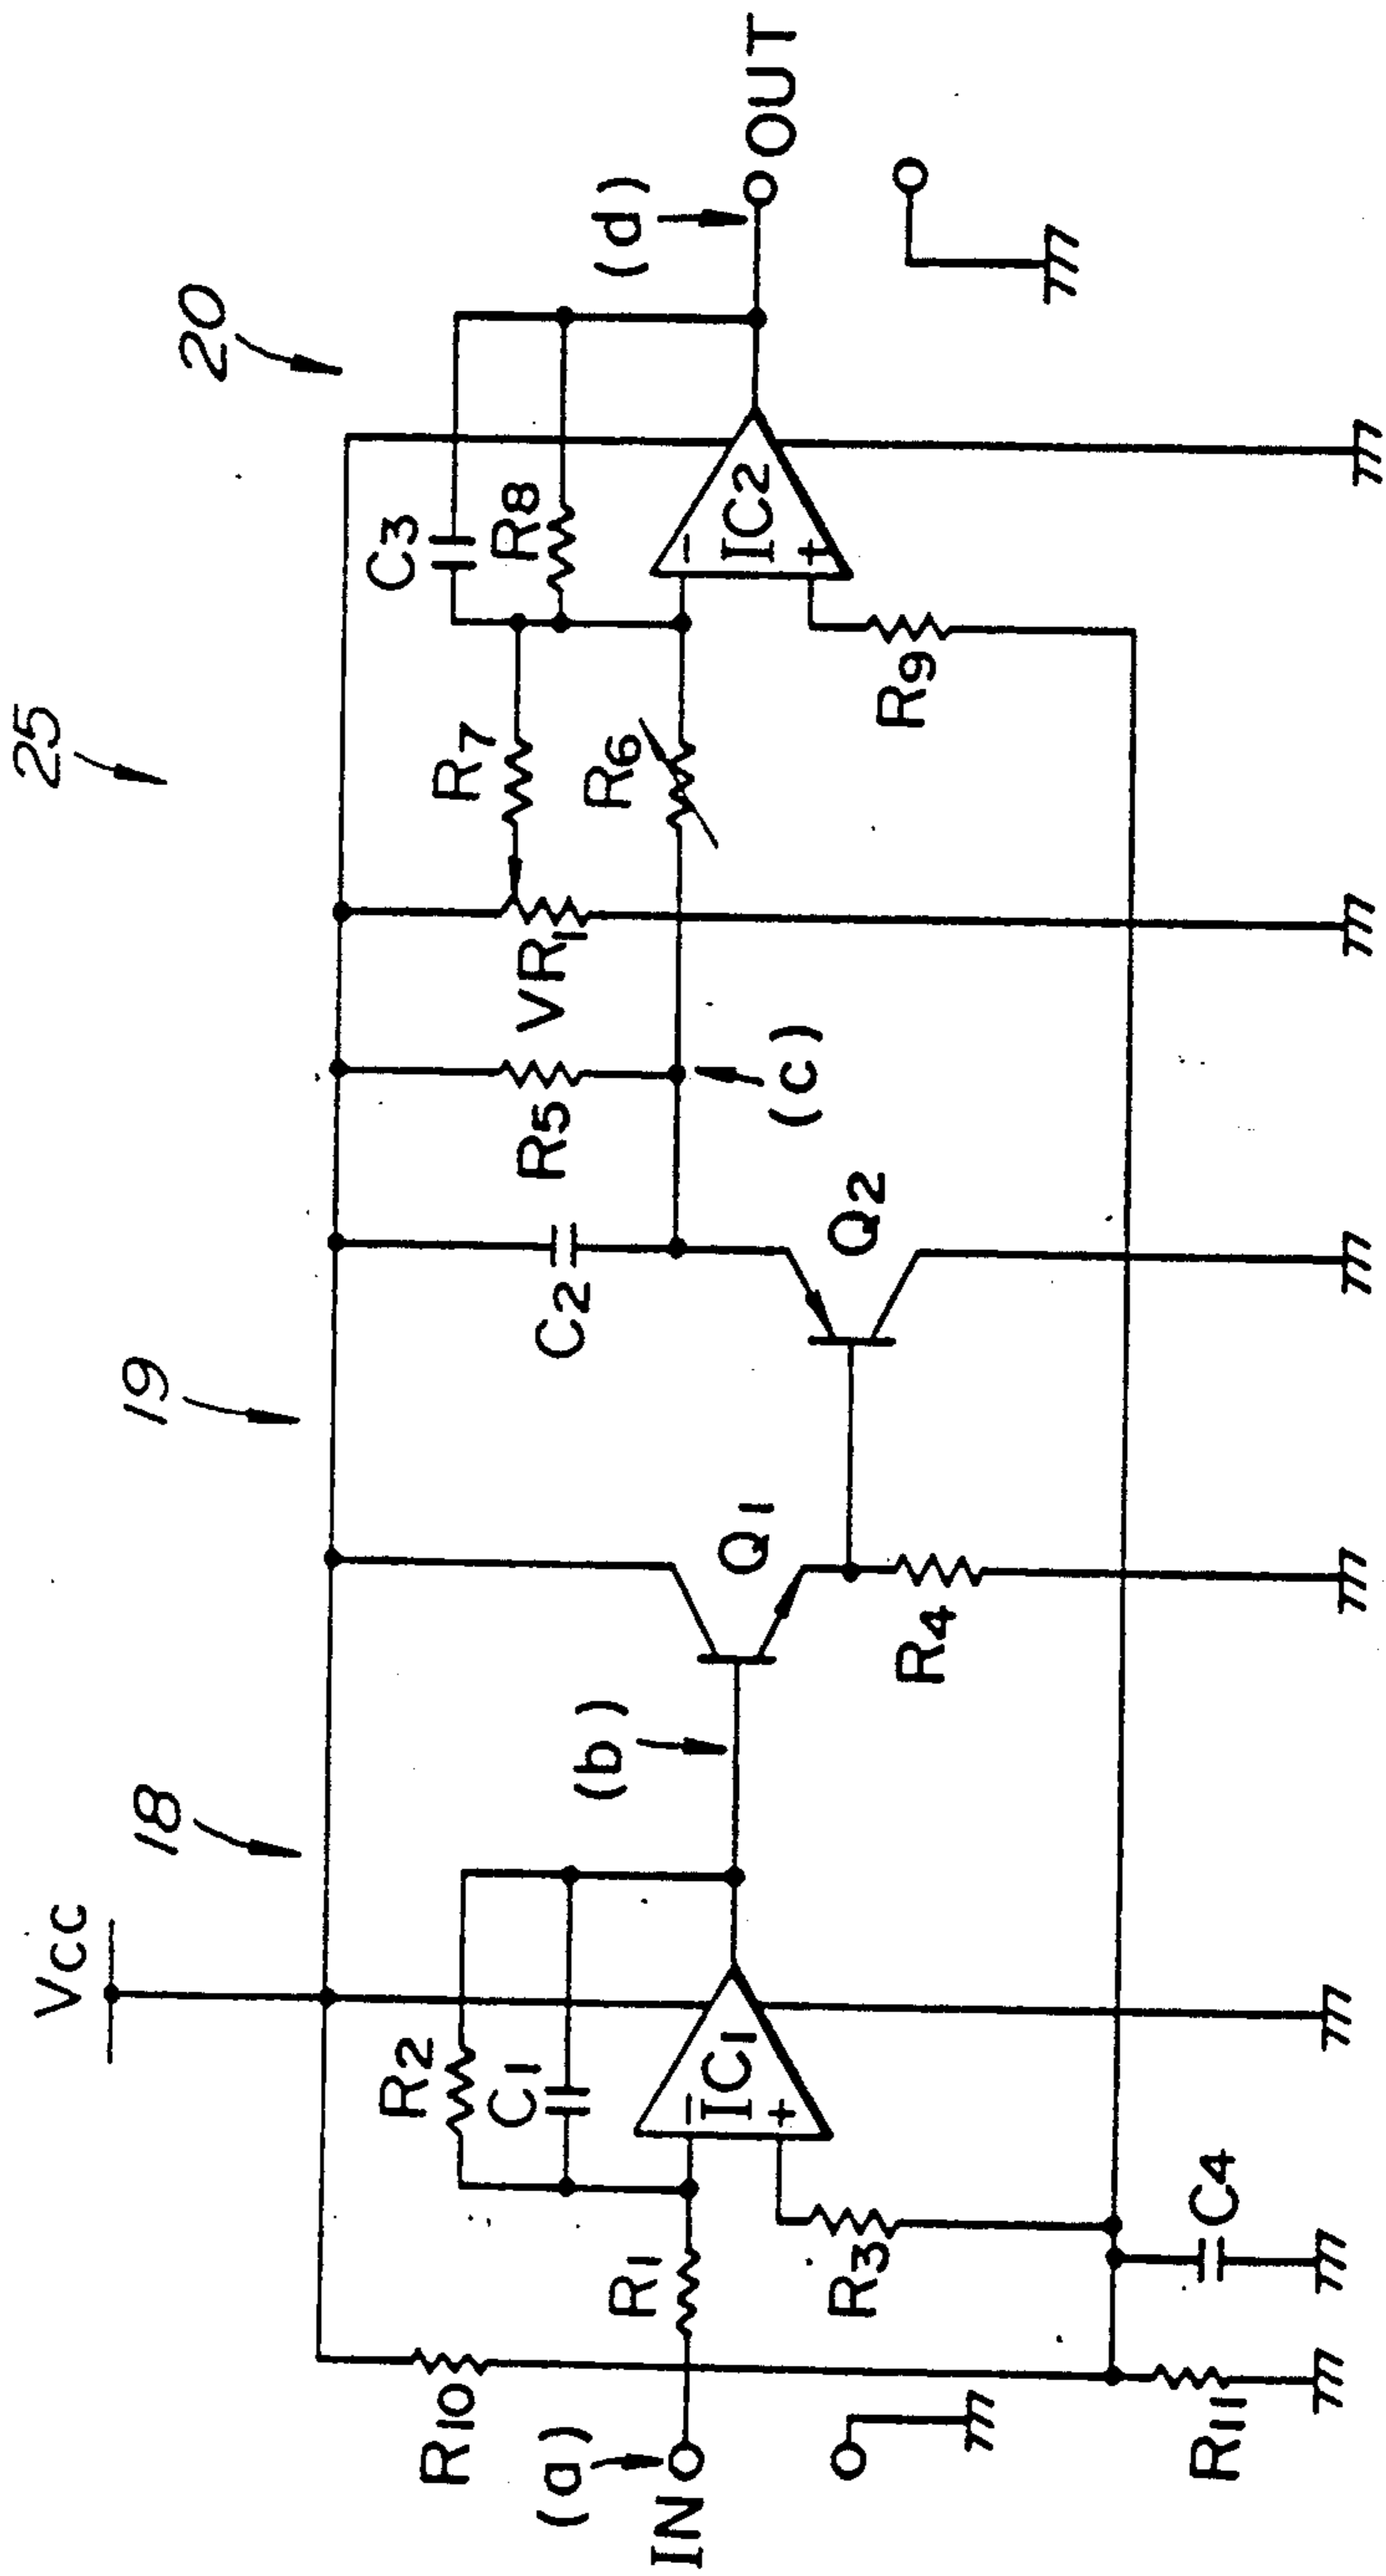 25
18
19
20
Vcc
R10
R2
C1
R1
IC1
−
+
R3
C4
R11
IN
(a)
(b)
Q1
R4
C2
Q2
R5
(c)
VR1
R7
R6
C3
R8
IC2
−
+
R9
(d)
OUT